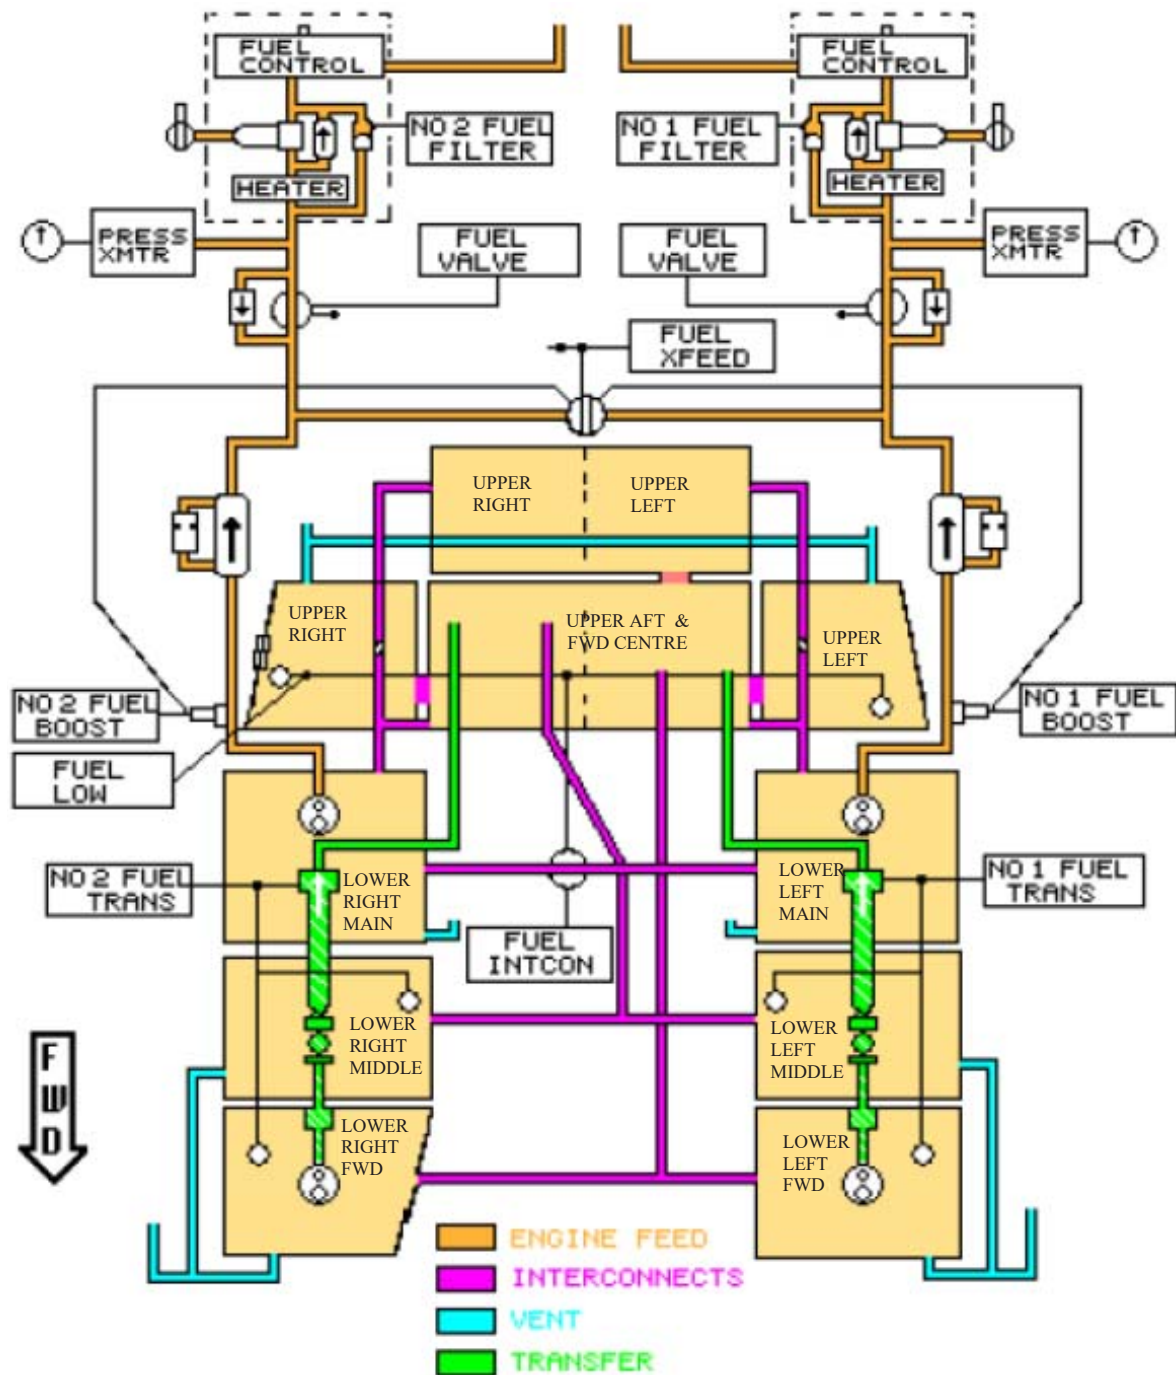 FUEL
CONTROL
FUEL
CONTROL
NO 2 FUEL
FILTER
NO 1 FUEL
FILTER
HEATER
HEATER
PRESS
XMTR
FUEL
VALVE
FUEL
VALVE
PRESS
XMTR
FUEL
XFEED
UPPER
RIGHT
UPPER
LEFT
UPPER
RIGHT
UPPER AFT &
FWD CENTRE
UPPER
LEFT
NO 2 FUEL
BOOST
NO 1 FUEL
BOOST
FUEL
LOW
NO 2 FUEL
TRANS
LOWER
RIGHT
MAIN
LOWER
LEFT
MAIN
NO 1 FUEL
TRANS
FUEL
INTCON
LOWER
RIGHT
MIDDLE
LOWER
LEFT
MIDDLE
FWD
LOWER
RIGHT
FWD
LOWER
LEFT
FWD
ENGINE FEED
INTERCONNECTS
VENT
TRANSFER